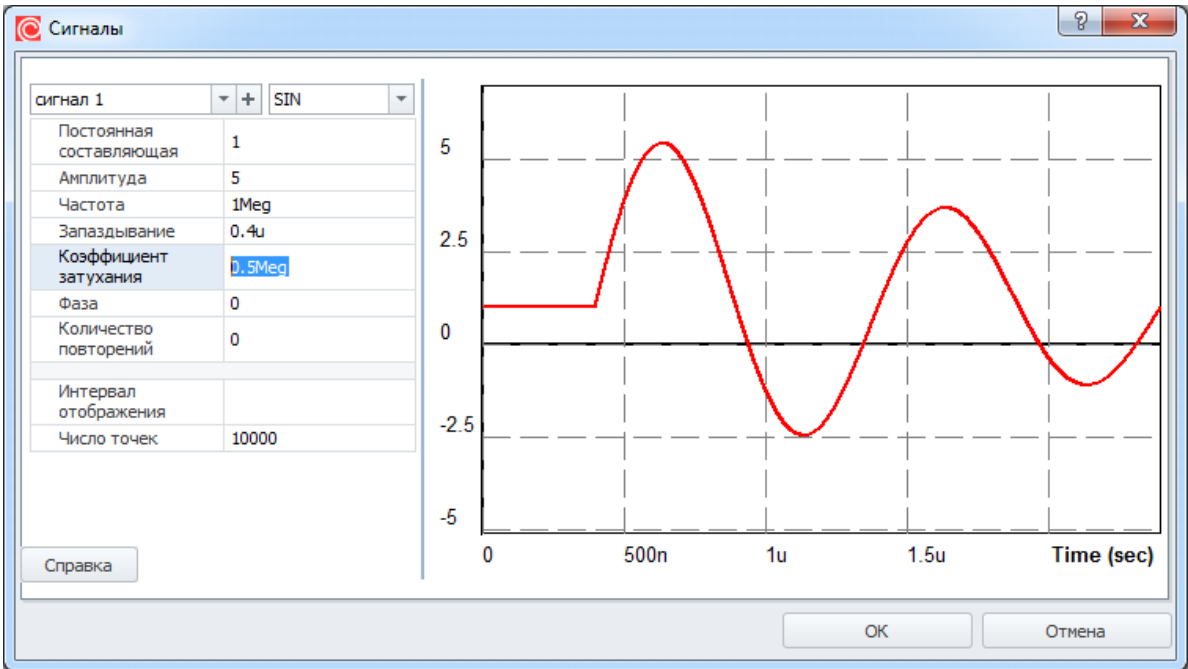 Сигналы
сигнал 1 SIN
Постоянная
составляющая 1
Амплитуда 5
Частота 1Meg
Запаздывание 0.4u
Коэффициент
затухания 0.5Meg
Фаза 0
Количество
повторений 0
Интервал
отображения
Число точек 10000
Справка
5
2.5
0
-2.5
-5
0 500n 1u 1.5u Time (sec)
OK Отмена